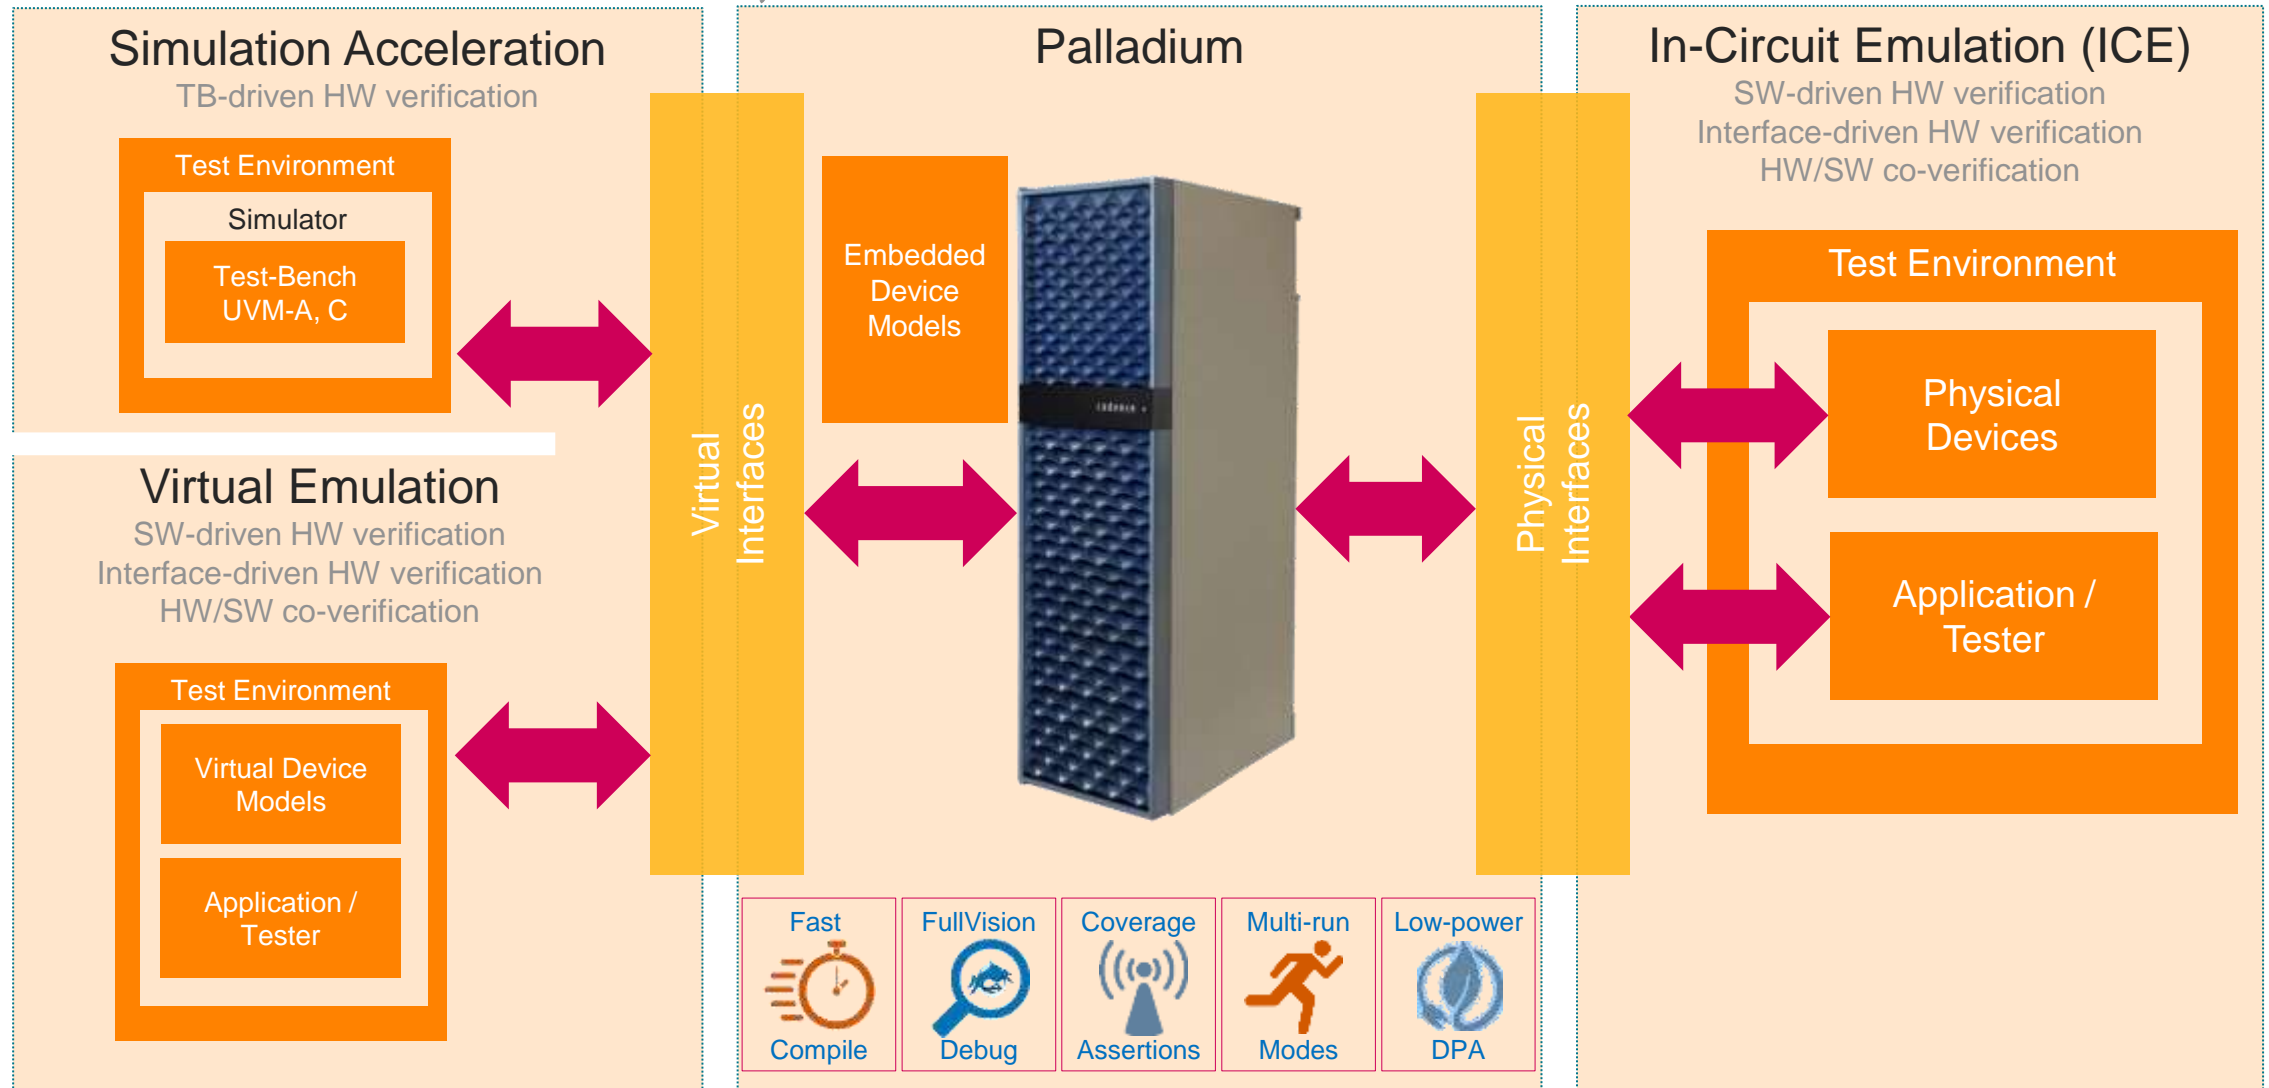 Simulation Acceleration
TB-driven HW verification
Test Environment
Simulator
Test-Bench
UVM-A, C
Virtual Emulation
SW-driven HW verification
Interface-driven HW verification
HW/SW co-verification
Test Environment
Virtual Device
Models
Application /
Tester
Virtual
Interfaces
Palladium
Embedded
Device
Models
cadence
Fast
Compile
FullVision
Debug
Coverage
Assertions
Multi-run
Modes
Low-power
DPA
Physical
Interfaces
In-Circuit Emulation (ICE)
SW-driven HW verification
Interface-driven HW verification
HW/SW co-verification
Test Environment
Physical
Devices
Application /
Tester